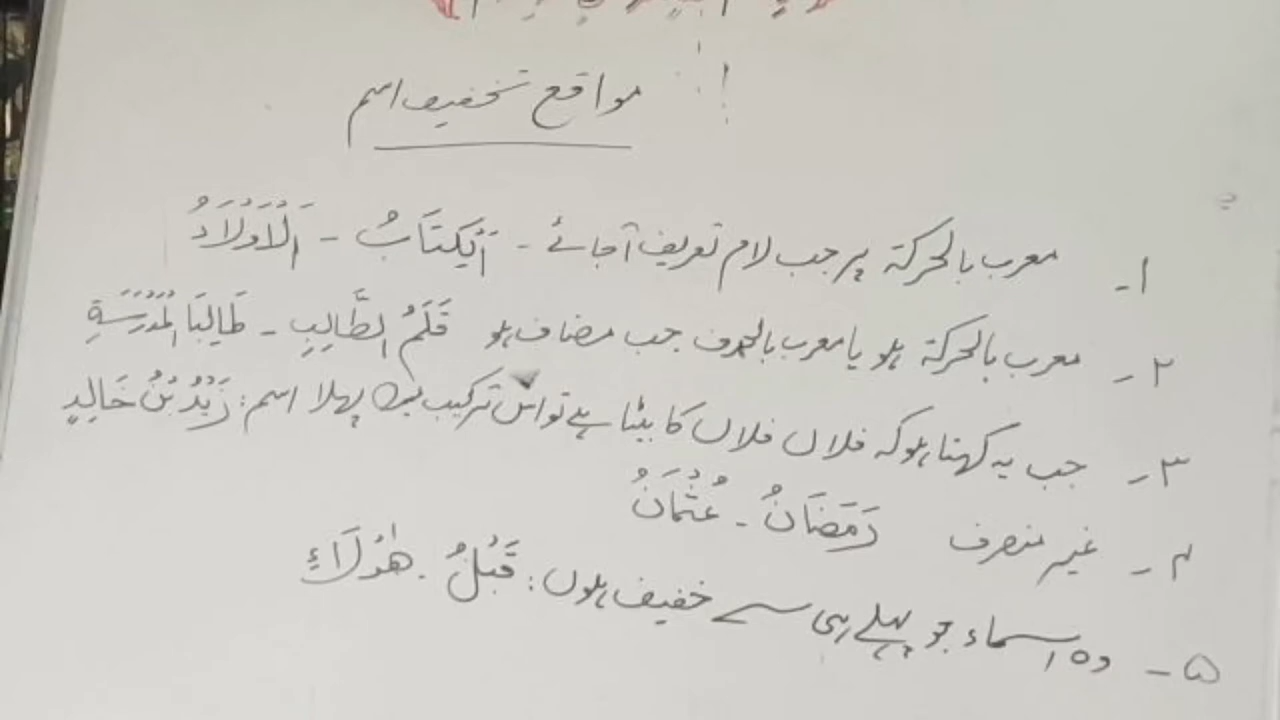 مواقع تخفیف اسم
۱۔ معرب بالحرکۃ پر جب لام تعریف آجائے - اَلْکِتَابُ - اَلْاَوْلَادُ
۲۔ معرب بالحرکۃ ہو یا معرب بالحروف جب مضاف ہو قَلَمُ الطَّالِبِ - طَالِبَا الْمَدْرَسَۃِ
۳۔ جب یہ کہنا ہو کہ فلاں فلاں کا بیٹا ہے تو اس ترکیب میں پہلا اسم: زَیْدُ بْنُ خَالِدٍ
۴۔ غیر منصرف رَمَضَانُ - عُثْمَانُ
۵۔ وہ اسماء جو پہلے ہی سے خفیف ہوں: قَبْلُ . ھٰؤُلَاءِ